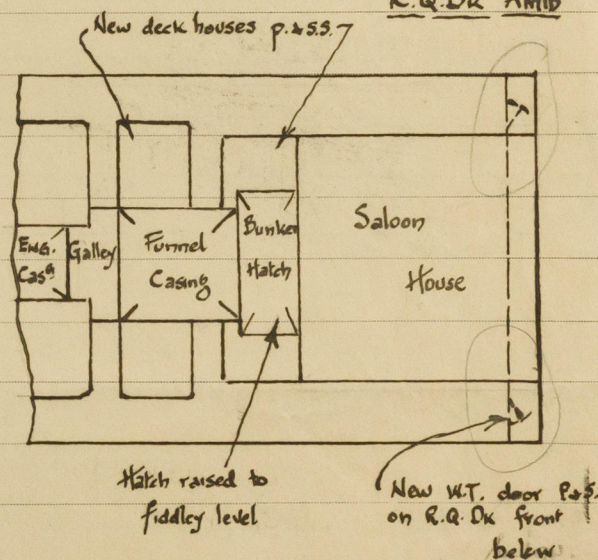 R.Q.Dk Amid
New deck houses p.&s.s.
Eng.
Casg
Galley
Funnel
Casing
Bunker
Hatch
Saloon
House
Hatch raised to
fiddley level
New W.T. door P.&S.
on R.Q.Dk front
below